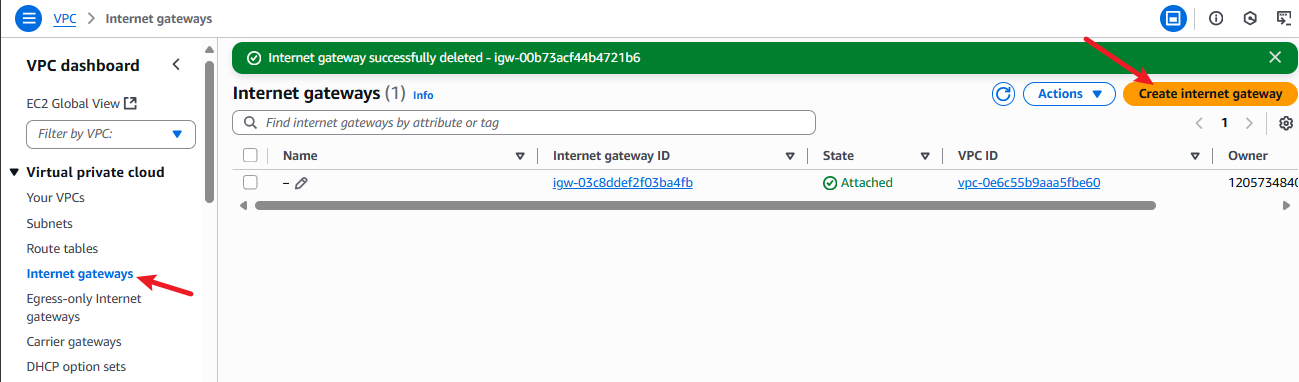 VPC > Internet gateways
VPC dashboard
EC2 Global View
Filter by VPC:
Virtual private cloud
Your VPCs
Subnets
Route tables
Internet gateways
Egress-only Internet
gateways
Carrier gateways
DHCP option sets
Internet gateway successfully deleted - igw-00b73acf44b4721b6
Internet gateways (1) Info
Actions
Create internet gateway
Find internet gateways by attribute or tag
1
Name Internet gateway ID State VPC ID Owner
– igw-03c8ddef2f03ba4fb Attached vpc-0e6c55b9aaa5fbe60 1205734840